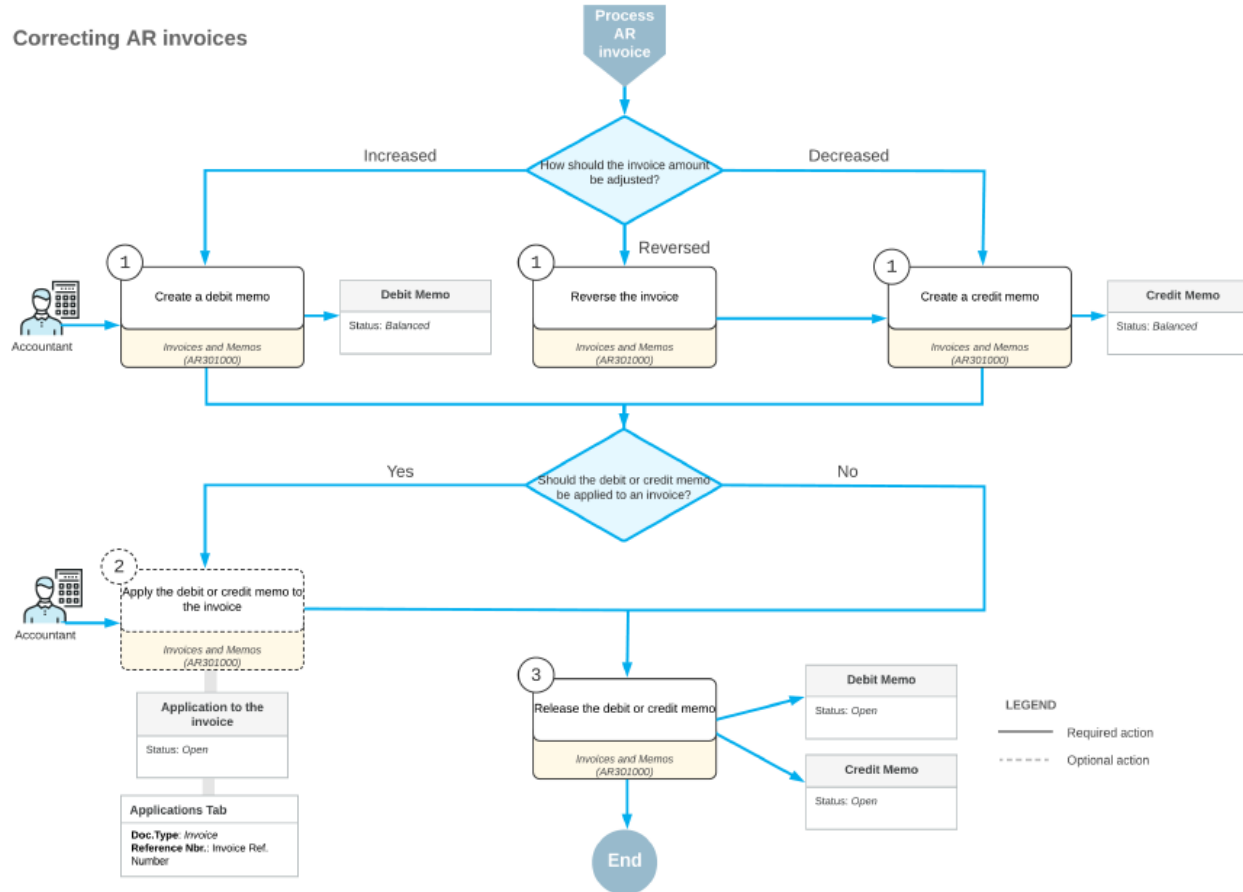 Correcting AR invoices
Process
AR
invoice
Increased
How should the invoice amount
be adjusted?
Decreased
Reversed
1
Create a debit memo
Invoices and Memos
(AR301000)
Accountant
Debit Memo
Status: Balanced
1
Reverse the invoice
Invoices and Memos
(AR301000)
1
Create a credit memo
Invoices and Memos
(AR301000)
Credit Memo
Status: Balanced
Yes
Should the debit or credit memo
be applied to an invoice?
No
2
Apply the debit or credit memo to
the invoice
Invoices and Memos
(AR301000)
Accountant
Application to the
invoice
Status: Open
Applications Tab
Doc.Type: Invoice
Reference Nbr.: Invoice Ref.
Number
3
Release the debit or credit memo
Invoices and Memos
(AR301000)
Debit Memo
Status: Open
Credit Memo
Status: Open
LEGEND
Required action
Optional action
End